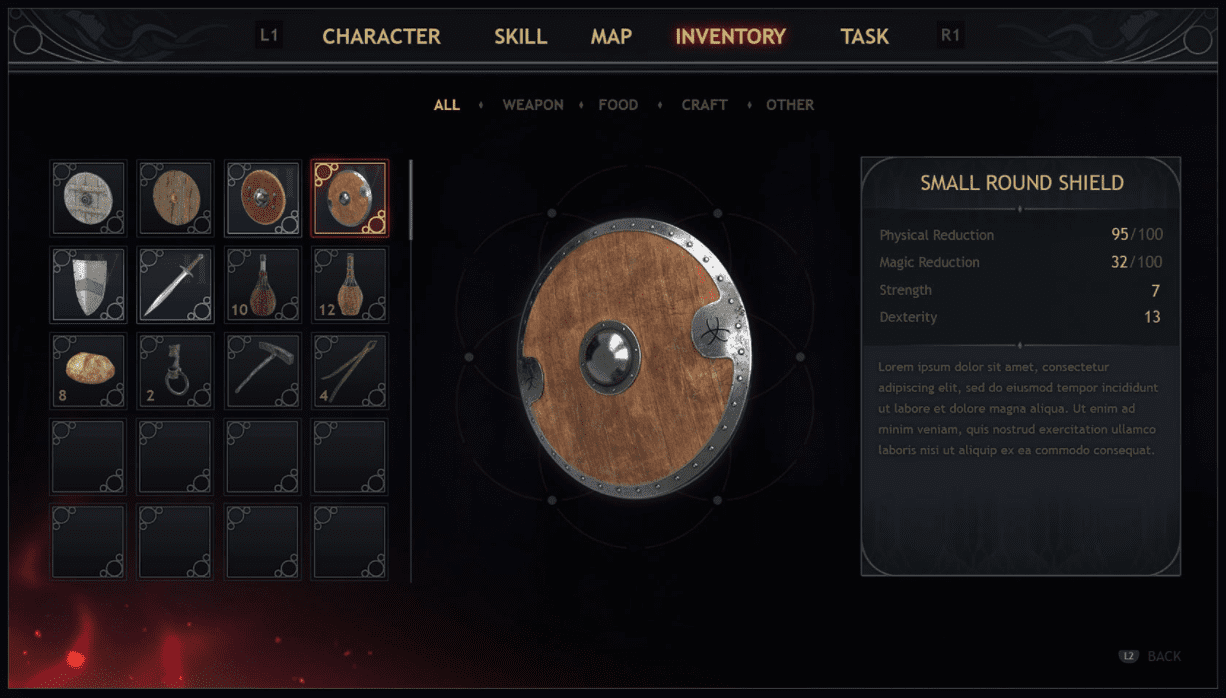 L1 CHARACTER SKILL MAP INVENTORY TASK R1
ALL WEAPON FOOD CRAFT OTHER
10 12
8 2 4
SMALL ROUND SHIELD
Physical Reduction 95/100
Magic Reduction 32/100
Strength 7
Dexterity 13
Lorem ipsum dolor sit amet, consectetur
adipiscing elit, sed do eiusmod tempor incididunt
ut labore et dolore magna aliqua. Ut enim ad
minim veniam, quis nostrud exercitation ullamco
laboris nisi ut aliquip ex ea commodo consequat.
L2 BACK